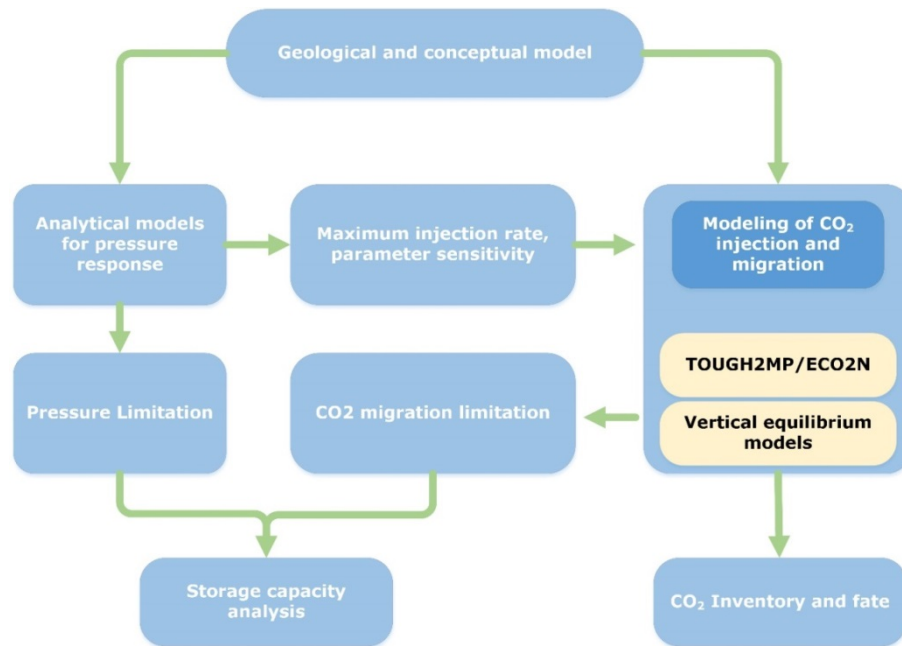 Geological and conceptual model
Analytical models
for pressure
response
Maximum injection rate,
parameter sensitivity
Modeling of CO₂
injection and
migration
TOUGH2MP/ECO2N
Vertical equilibrium
models
Pressure Limitation
CO2 migration limitation
Storage capacity
analysis
CO₂ Inventory and fate